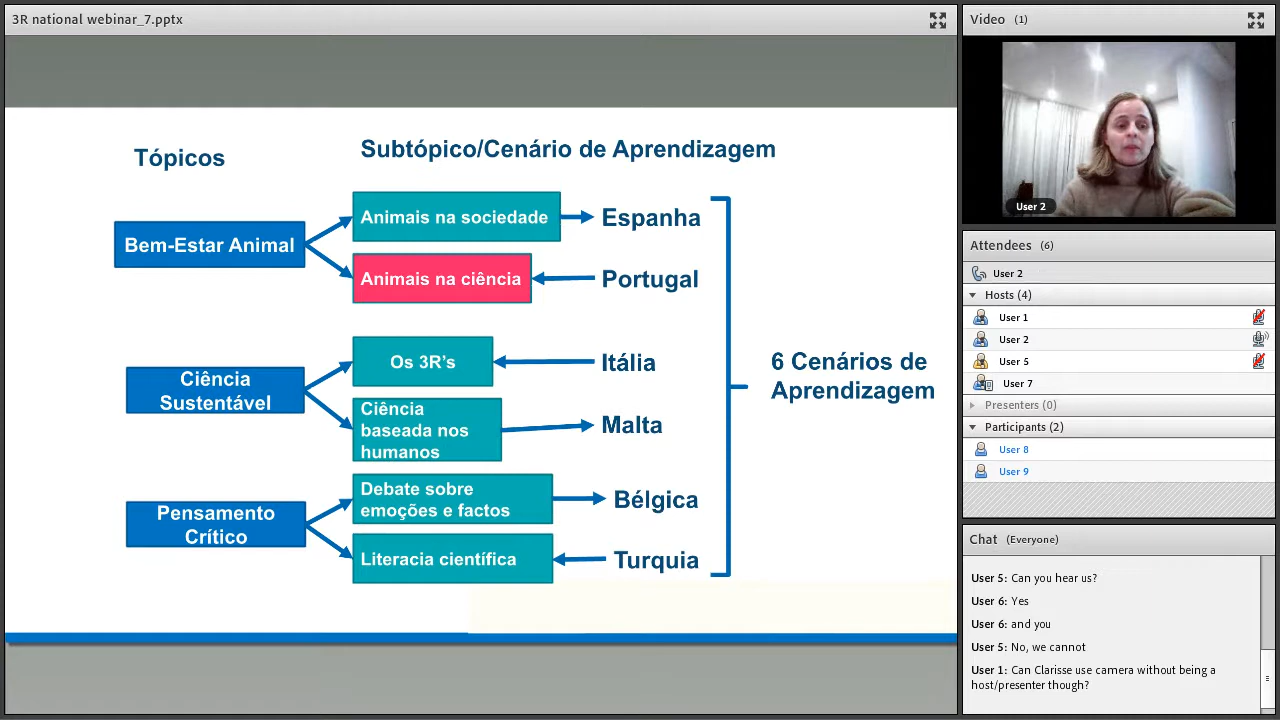 3R national webinar_7.pptx
Tópicos
Subtópico/Cenário de Aprendizagem
Bem-Estar Animal
Animais na sociedade
Espanha
Animais na ciência
Portugal
Ciência
Sustentável
Os 3R's
Itália
Ciência
baseada nos
humanos
Malta
Pensamento
Crítico
Debate sobre
emoções e factos
Bélgica
Literacia científica
Turquia
6 Cenários de
Aprendizagem
Video (1)
User 2
Attendees (6)
User 2
Hosts (4)
User 1
User 2
User 5
User 7
Presenters (0)
Participants (2)
User 8
User 9
Chat (Everyone)
User 5: Can you hear us?
User 6: Yes
User 6: and you
User 5: No, we cannot
User 1: Can Clarisse use camera without being a
host/presenter though?